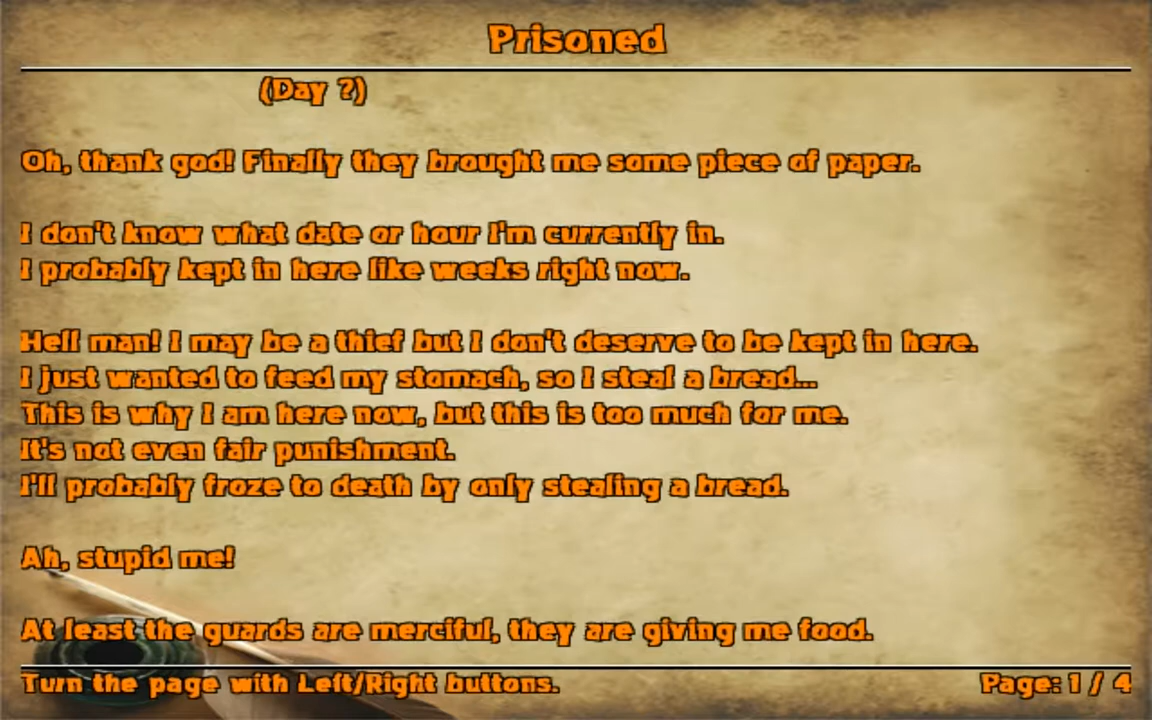 Prisoned
(Day ?)
Oh, thank god! Finally they brought me some piece of paper.
I don't know what date or hour I'm currently in.
I probably kept in here like weeks right now.
Hell man! I may be a thief but I don't deserve to be kept in here.
I just wanted to feed my stomach, so I steal a bread...
This is why I am here now, but this is too much for me.
It's not even fair punishment.
I'll probably froze to death by only stealing a bread.
Ah, stupid me!
At least the guards are merciful, they are giving me food.
Turn the page with Left/Right buttons.
Page: 1 / 4